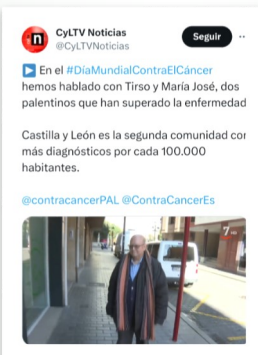 CyLTV Noticias
@CyLTVNoticias
Seguir
n
En el #DíaMundialContraElCáncer
hemos hablado con Tirso y María José, dos
palentinos que han superado la enfermedad
Castilla y León es la segunda comunidad con
más diagnósticos por cada 100.000
habitantes.
@contracancerPAL @ContraCancerEs
7